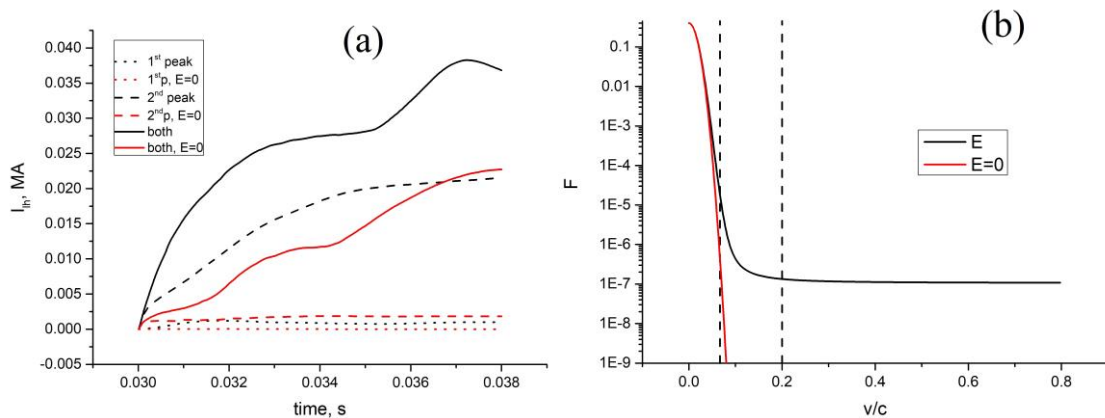 (a)
0.040
0.035
0.030
0.025
0.020
0.015
0.010
0.005
0.000
-0.005
I_lh, MA
1st peak
1st p, E=0
2nd peak
2nd p, E=0
both
both, E=0
0.030 0.032 0.034 0.036 0.038
time, s
(b)
0.1
0.01
1E-3
1E-4
1E-5
1E-6
1E-7
1E-8
1E-9
F
E
E=0
0.0 0.2 0.4 0.6 0.8
v/c